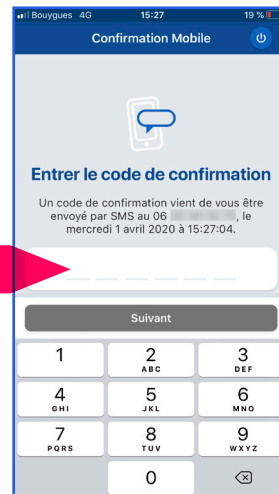 Bouygues 4G 15:27 19 %
Confirmation Mobile
Entrer le code de confirmation
Un code de confirmation vient de vous être
envoyé par SMS au 06 , le
mercredi 1 avril 2020 à
15:27:04.
Suivant
1 2 3
ABC DEF
4 5 6
GHI JKL MNO
7 8 9
PQRS TUV WXYZ
0